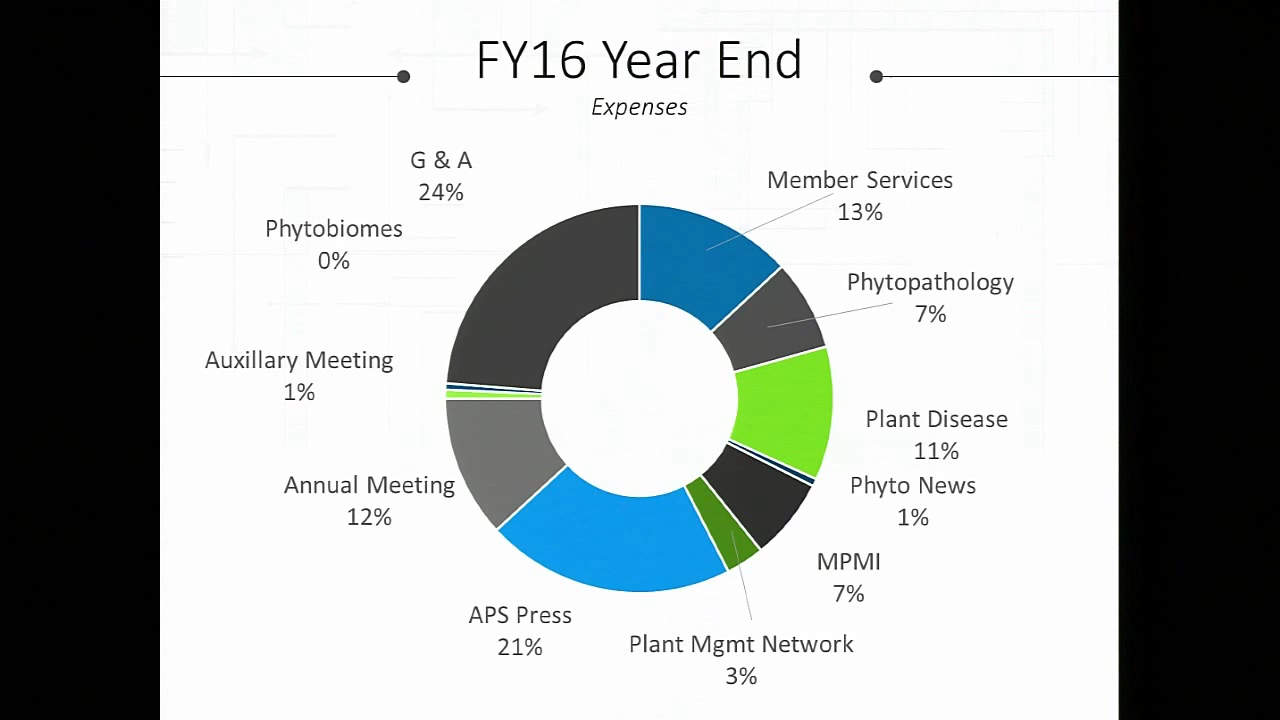 FY16 Year End
Expenses
G & A
24%
Member Services
13%
Phytobiomes
0%
Phytopathology
7%
Auxillary Meeting
1%
Plant Disease
11%
Annual Meeting
12%
Phyto News
1%
MPMI
7%
APS Press
21%
Plant Mgmt Network
3%